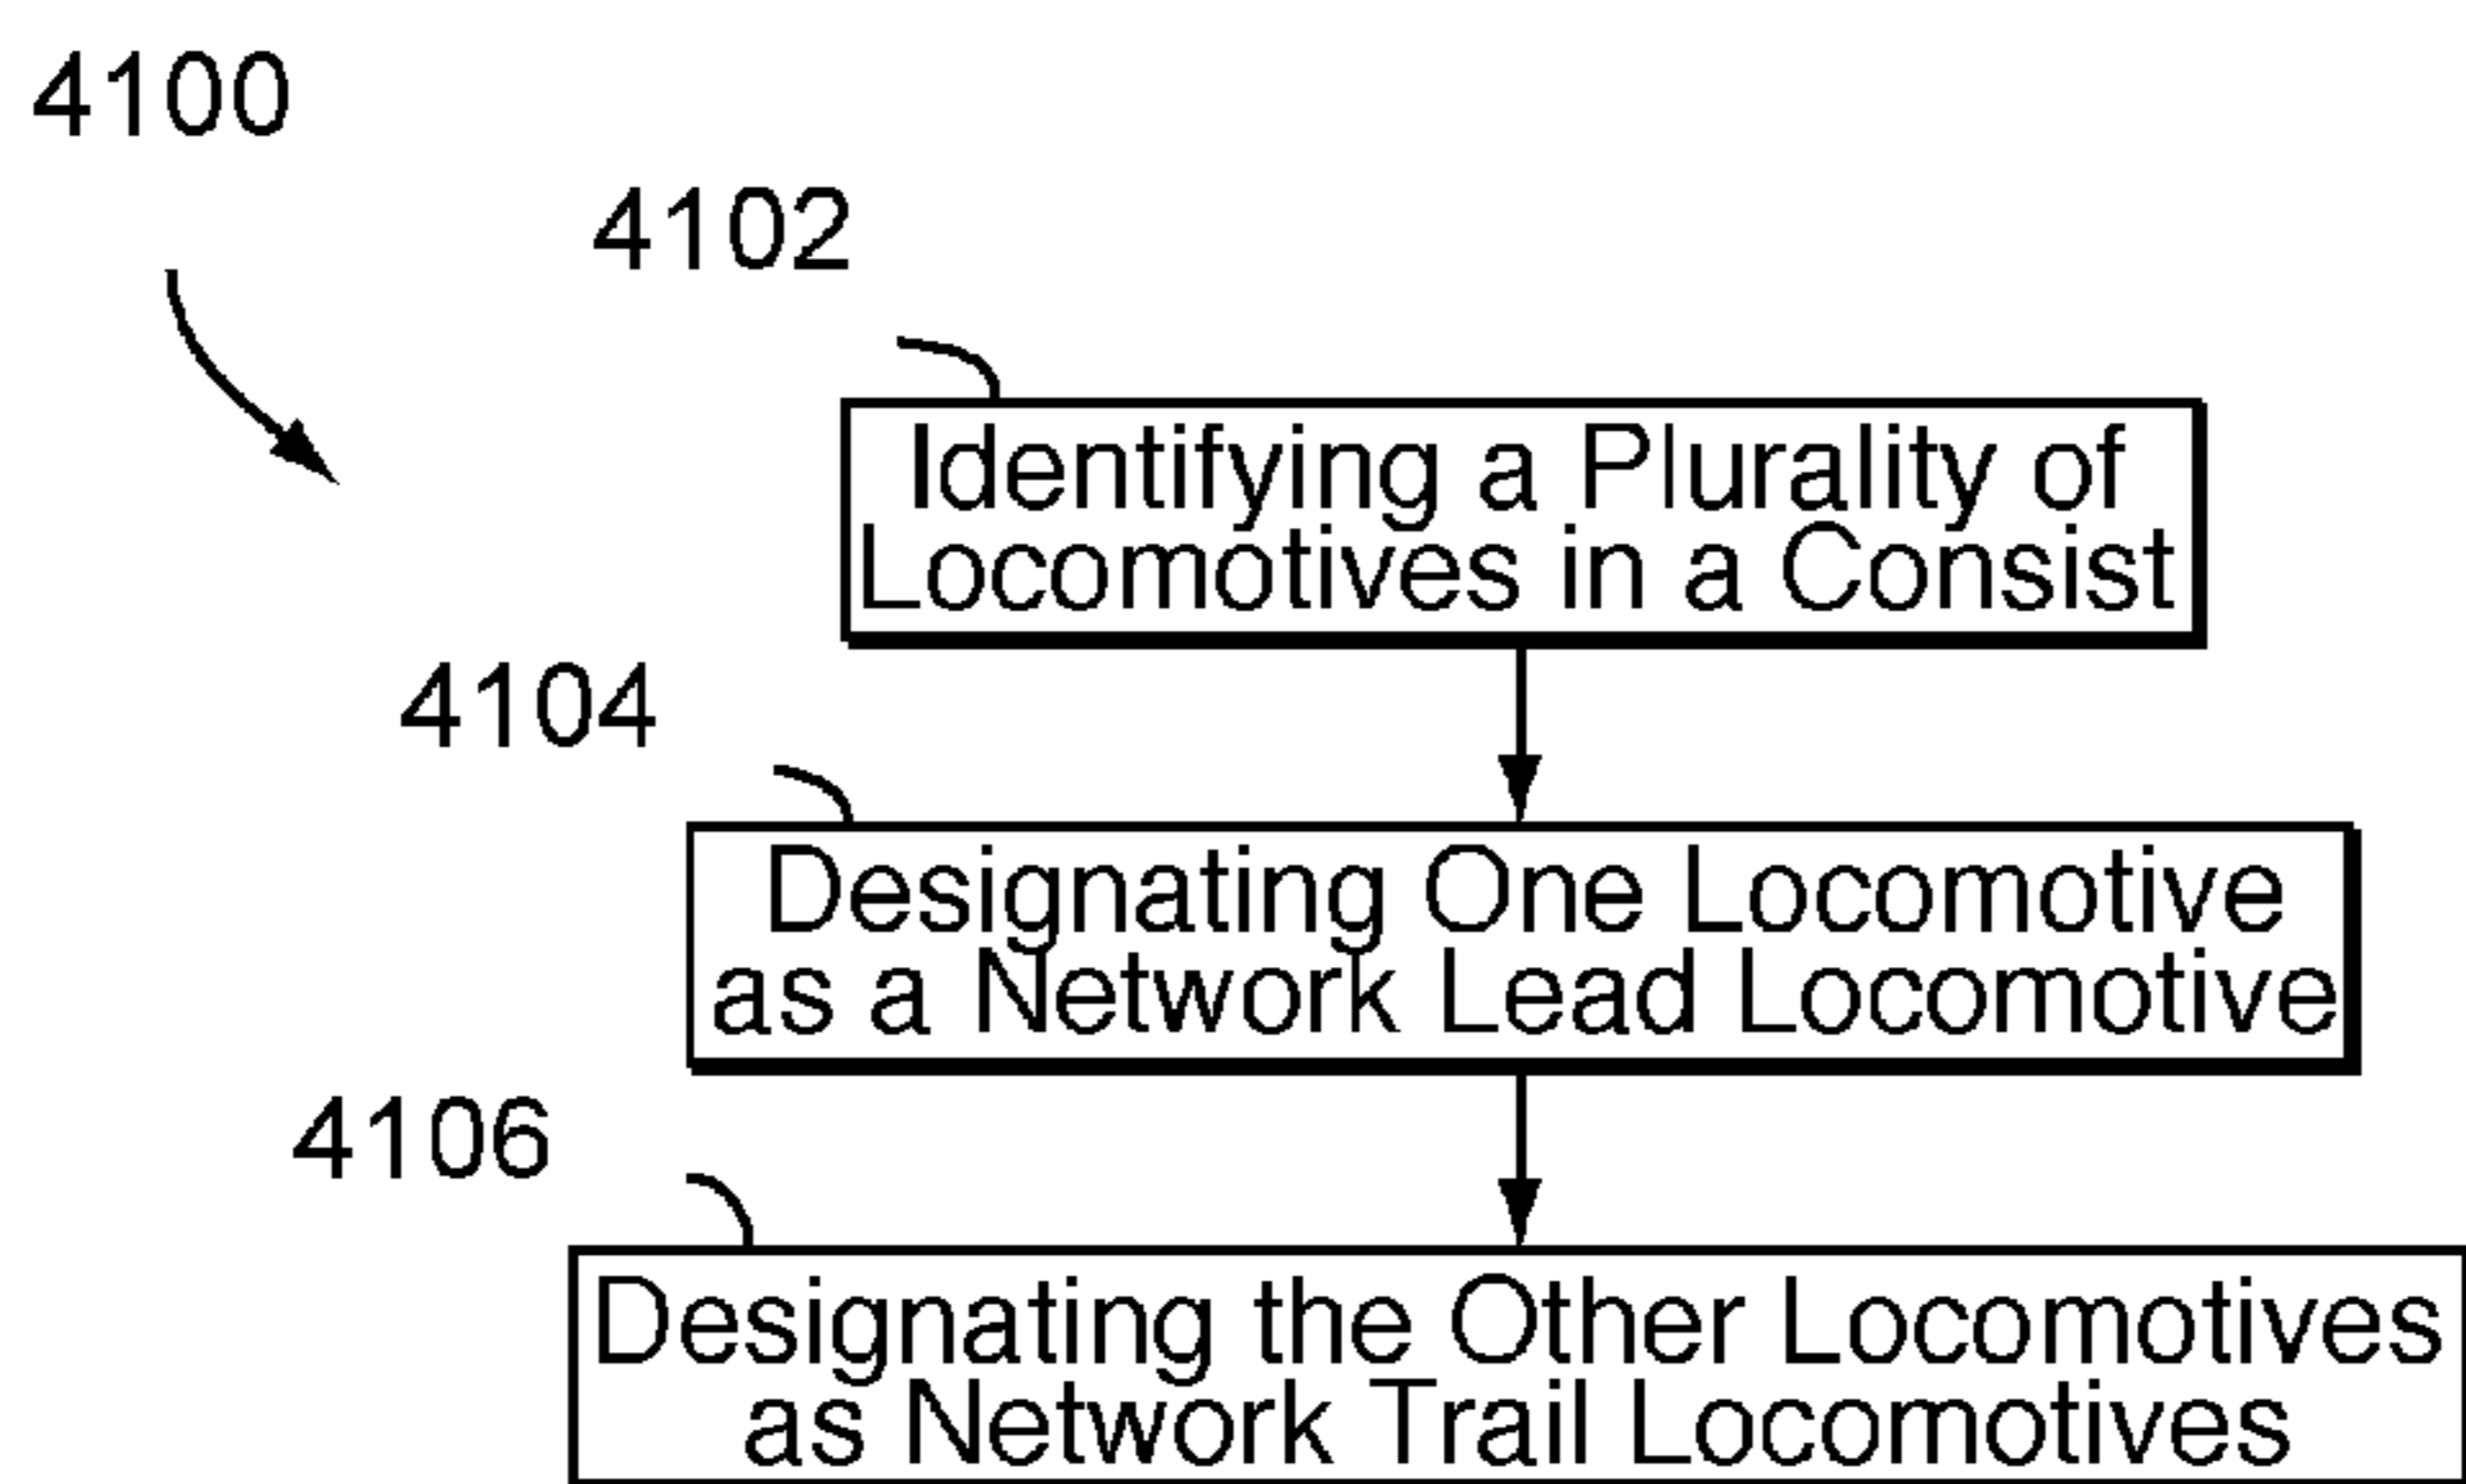 4100
4102
Identifying a Plurality of
Locomotives in a Consist
4104
Designating One Locomotive
as a Network Lead Locomotive
4106
Designating the Other Locomotives
as Network Trail Locomotives